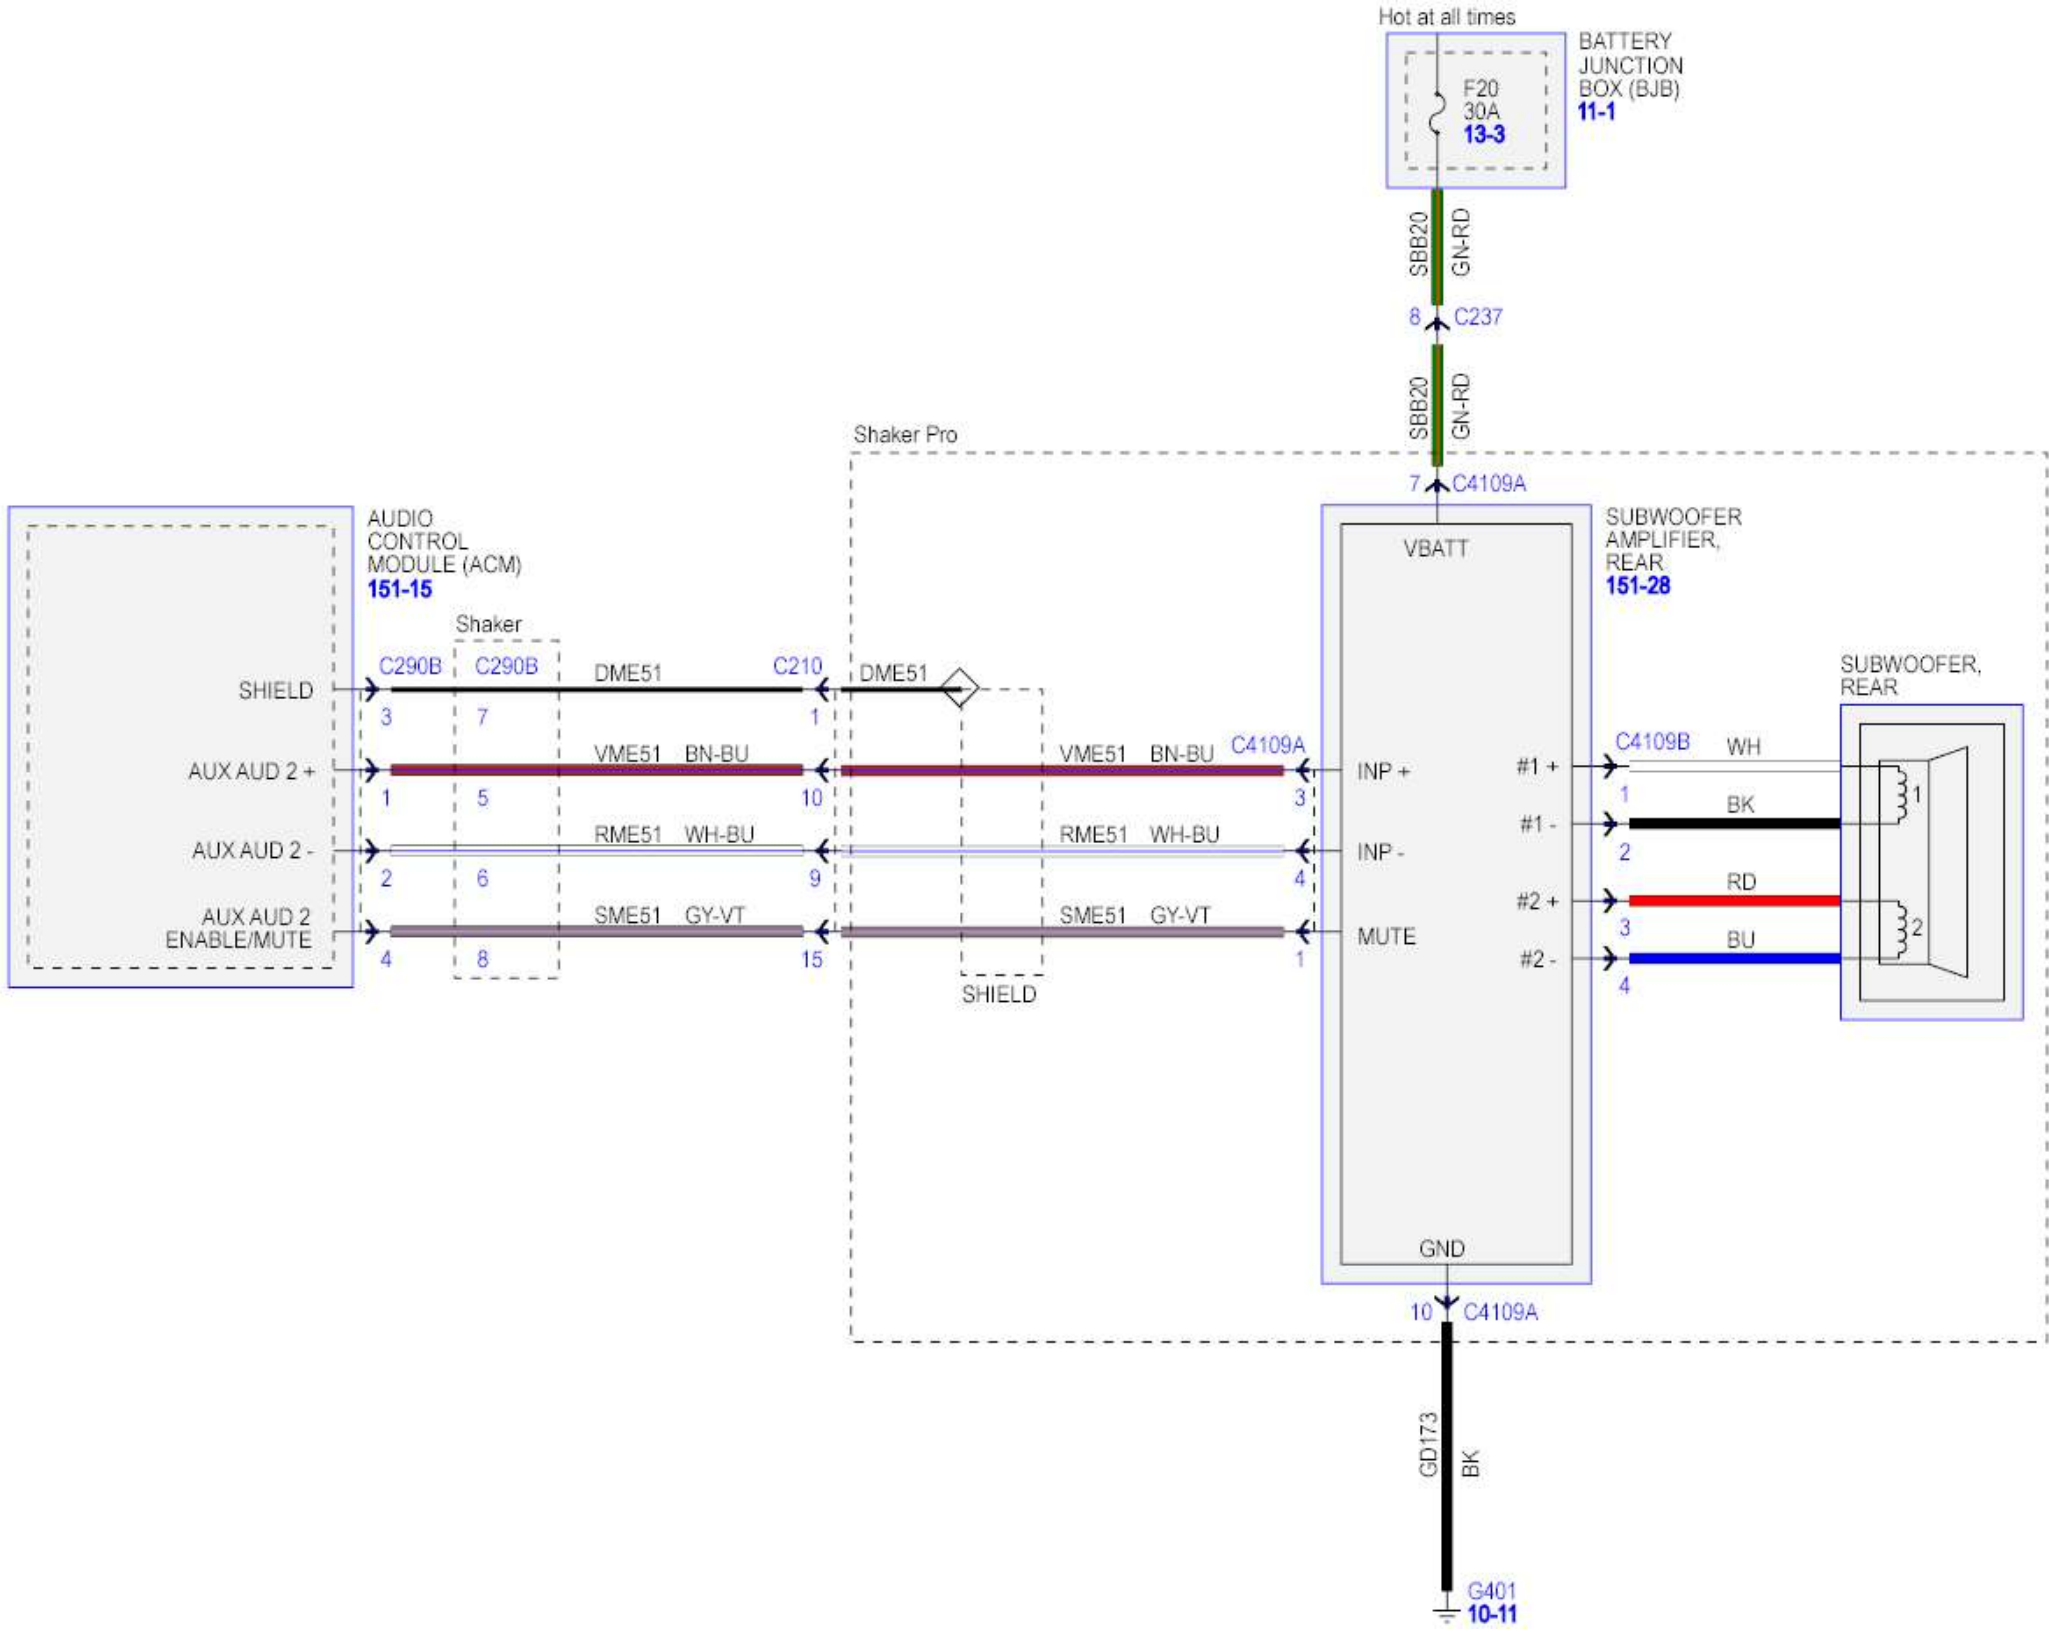 Hot at all times
BATTERY
JUNCTION
BOX (BJB)
11-1
F20
30A
13-3
SBB20
GN-RD
8
C237
SBB20
GN-RD
Shaker Pro
7
C4109A
AUDIO
CONTROL
MODULE (ACM)
151-15
SUBWOOFER
AMPLIFIER,
REAR
151-28
VBATT
Shaker
SUBWOOFER,
REAR
SHIELD
C290B
C290B
DME51
C210
DME51
3
7
1
AUX AUD 2 +
VME51 BN-BU
VME51 BN-BU
C4109A
INP +
1
5
10
3
#1 +
C4109B
WH
1
1
AUX AUD 2 -
RME51 WH-BU
RME51 WH-BU
INP -
2
6
9
4
#1 -
BK
2
AUX AUD 2
ENABLE/MUTE
SME51 GY-VT
SME51 GY-VT
MUTE
4
8
15
1
#2 +
RD
3
2
#2 -
BU
4
SHIELD
GND
10
C4109A
GD173
BK
G401
10-11